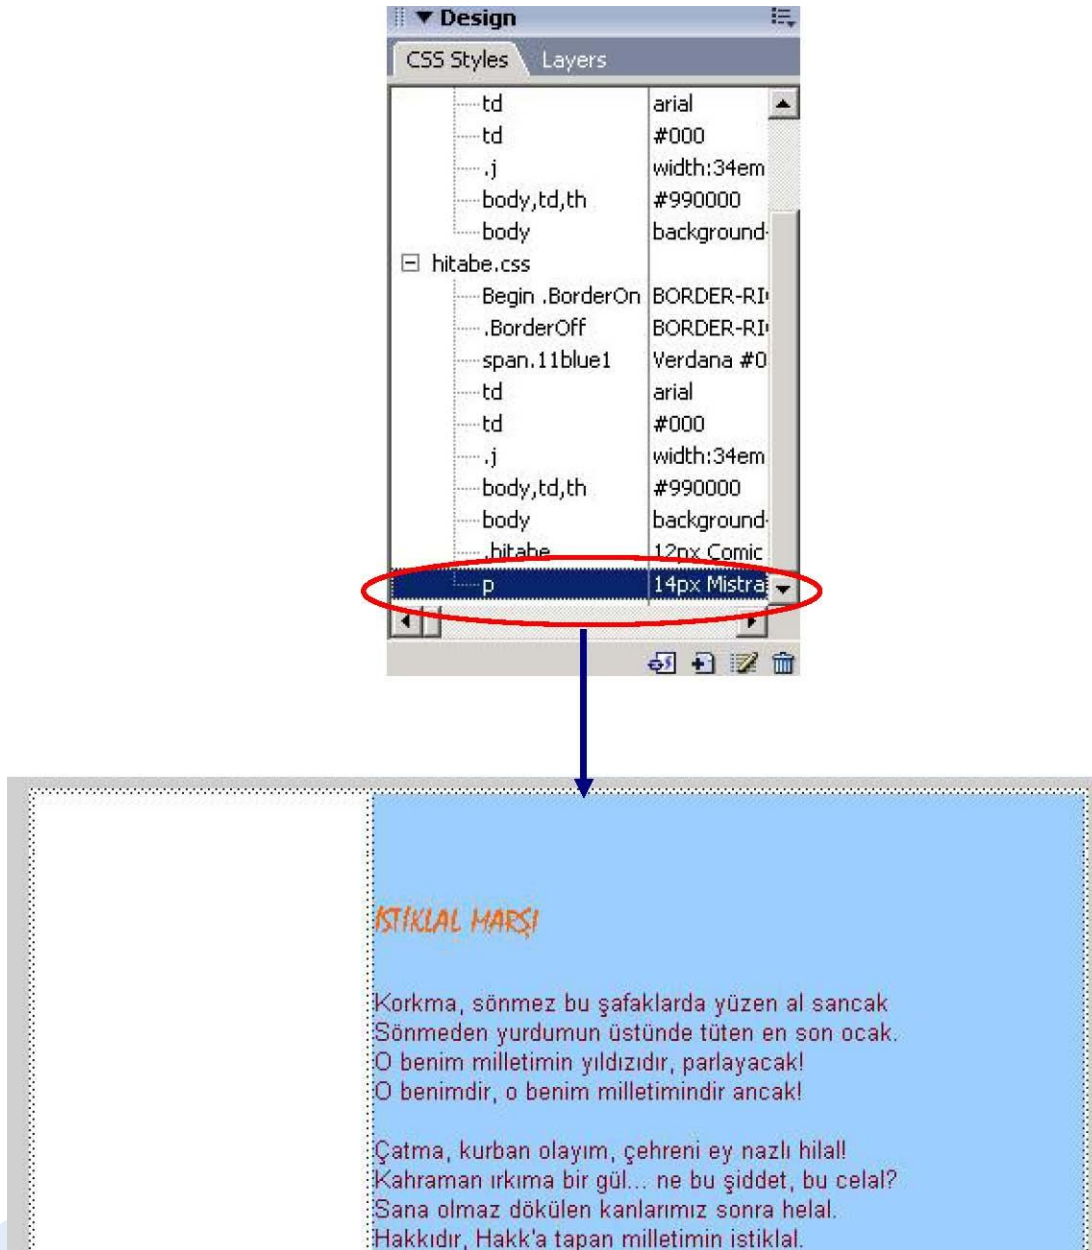 Design
CSS Styles Layers
td arial
td #000
.j width:34em
body,td,th #990000
body background-
hitabe.css
Begin .BorderOn BORDER-RI
.BorderOff BORDER-RI
span.11blue1 Verdana #0
td arial
td #000
.j width:34em
body,td,th #990000
body background-
.hitabe 12px Comic
p 14px Mistra
İSTİKLAL MARŞI
Korkma, sönmez bu şafaklarda yüzen al sancak
Sönmeden yurdumun üstünde tüten en son ocak.
O benim milletimin yıldızıdır, parlayacak!
O benimdir, o benim milletimindir ancak!
Çatma, kurban olayım, çehreni ey nazlı hilal!
Kahraman ırkıma bir gül... ne bu şiddet, bu celal?
Sana olmaz dökülen kanlarımız sonra helal.
Hakkıdır, Hakk'a tapan milletimin istiklal.